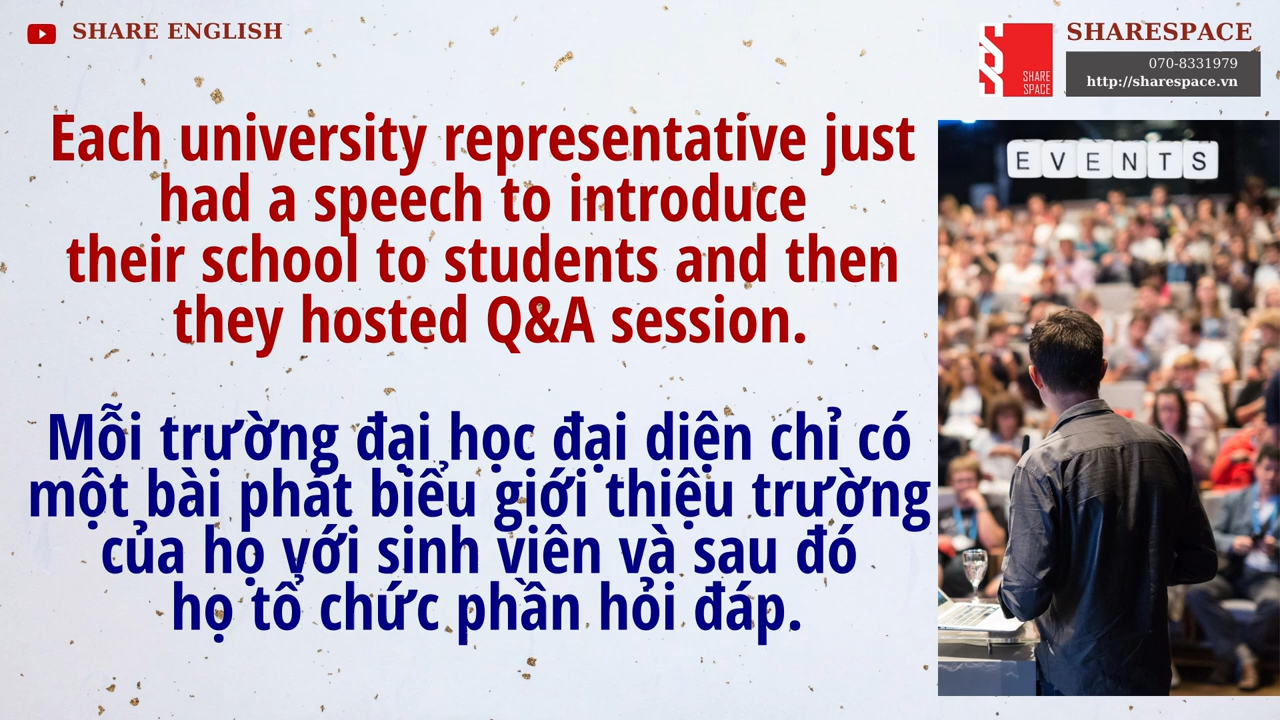 SHARE ENGLISH
SHARESPACE
070-8331979
http://sharespace.vn
SHARE
SPACE
Each university representative just
had a speech to introduce
their school to students and then
they hosted Q&A session.
EVENTS
Mỗi trường đại học đại diện chỉ có
một bài phát biểu giới thiệu trường
của họ với sinh viên và sau đó
họ tổ chức phần hỏi đáp.